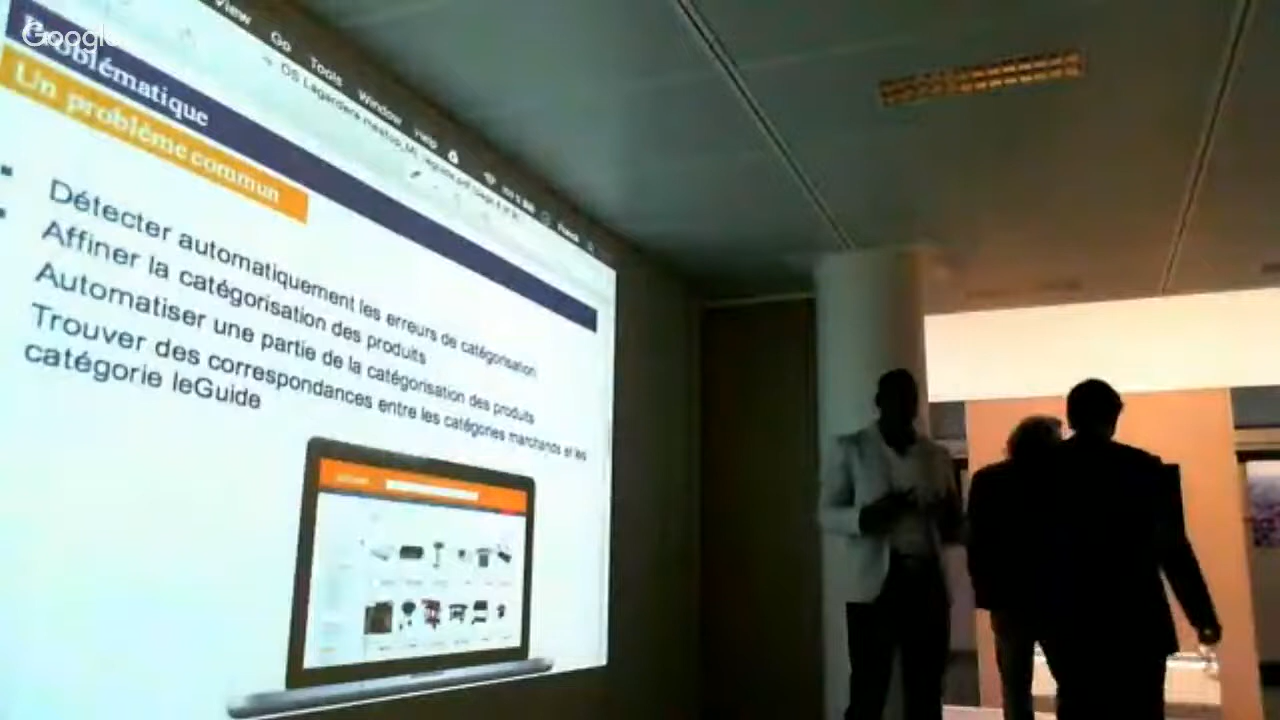 Google
View Go Tools Window Help
Problématique
Un problème commun
Détecter automatiquement les erreurs de catégorisation
Affiner la catégorisation des produits
Automatiser une partie de la catégorisation des produits
Trouver des correspondances entre les catégories marchands et les
catégorie leGuide